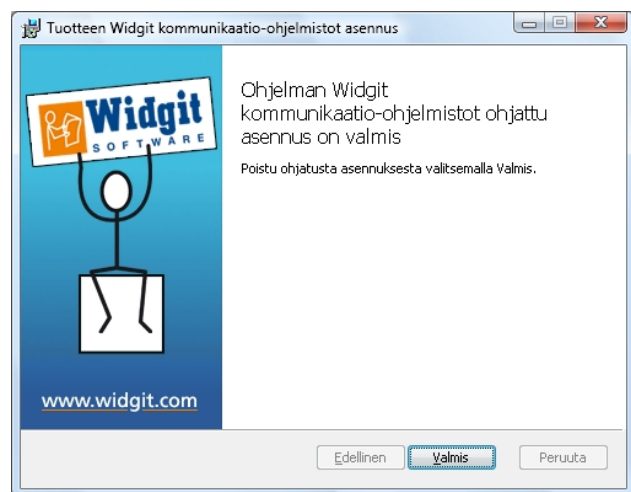 Tuotteen Widgit kommunikaatio-ohjelmistot asennus
Widgit
SOFTWARE
Ohjelman Widgit
kommunikaatio-ohjelmistot ohjattu
asennus on valmis
Poistu ohjatusta asennuksesta valitsemalla Valmis.
www.widgit.com
Edellinen
Valmis
Peruuta